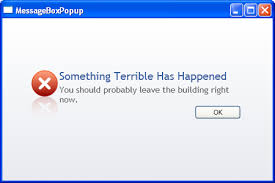 MessageBoxPopup
Something Terrible Has Happened
You should probably leave the building right
now.
OK